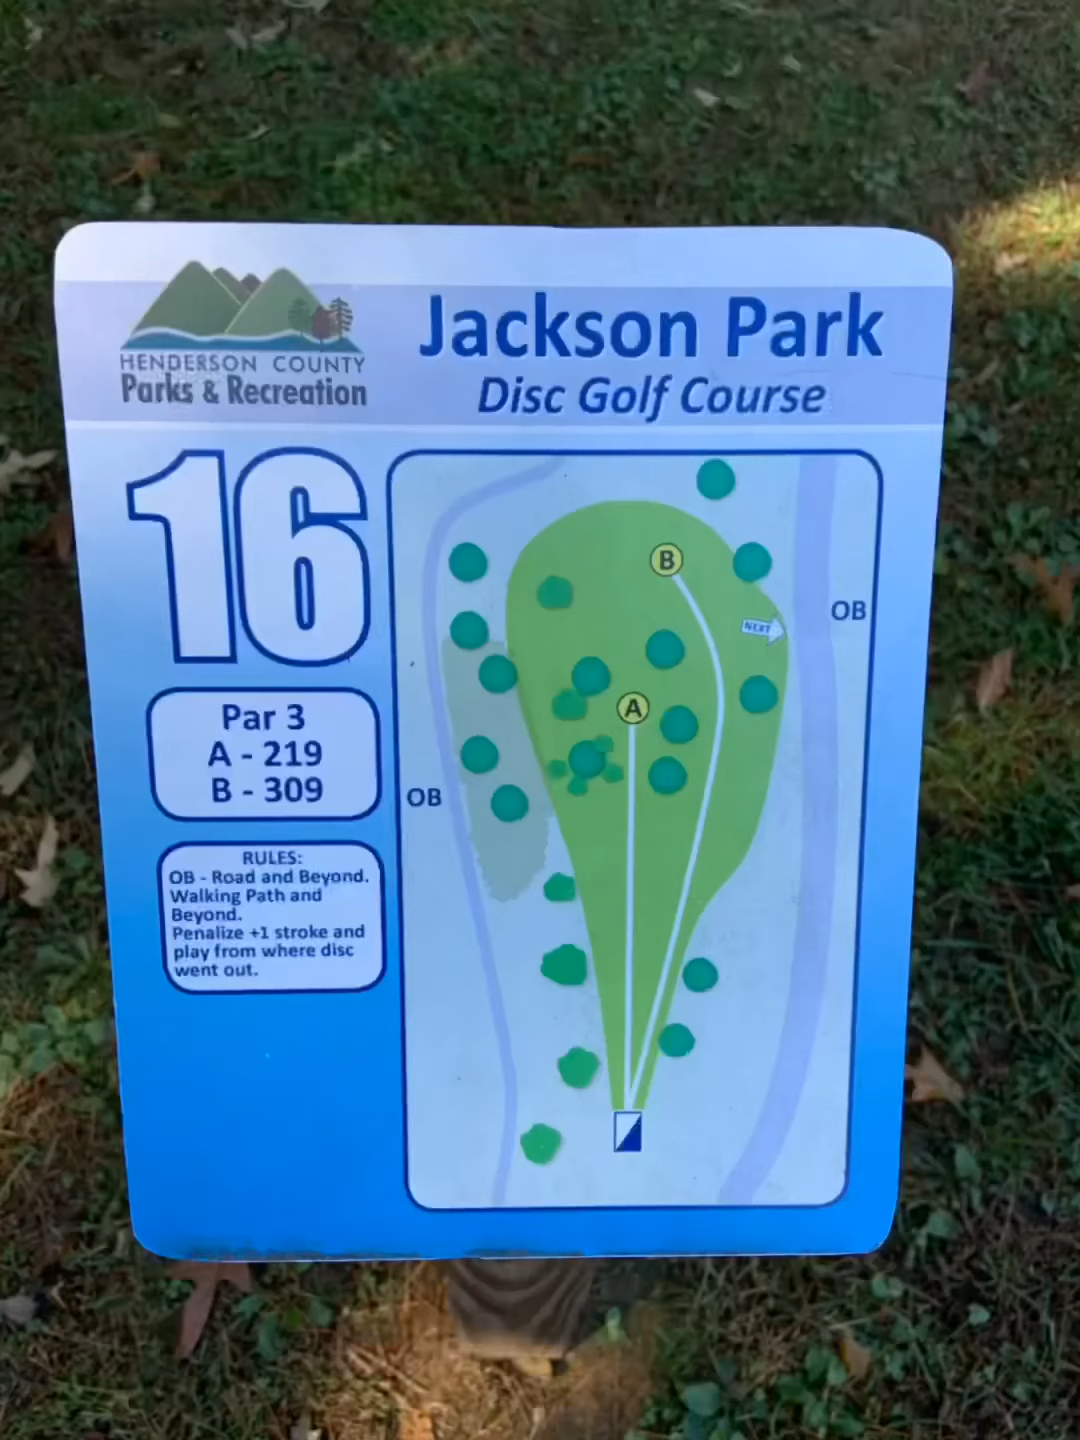 HENDERSON COUNTY
Parks & Recreation
Jackson Park
Disc Golf Course
16
Par 3
A - 219
B - 309
RULES:
OB - Road and Beyond.
Walking Path and
Beyond.
Penalize +1 stroke and
play from where disc
went out.
B
OB
NEXT
A
OB